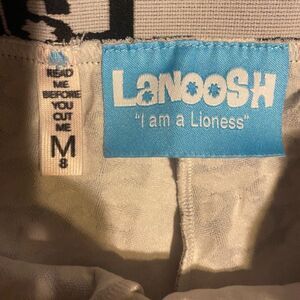 READ
ME
BEFORE
YOU
CUT
ME
M
8
LANOOSH
"I am a Lioness"